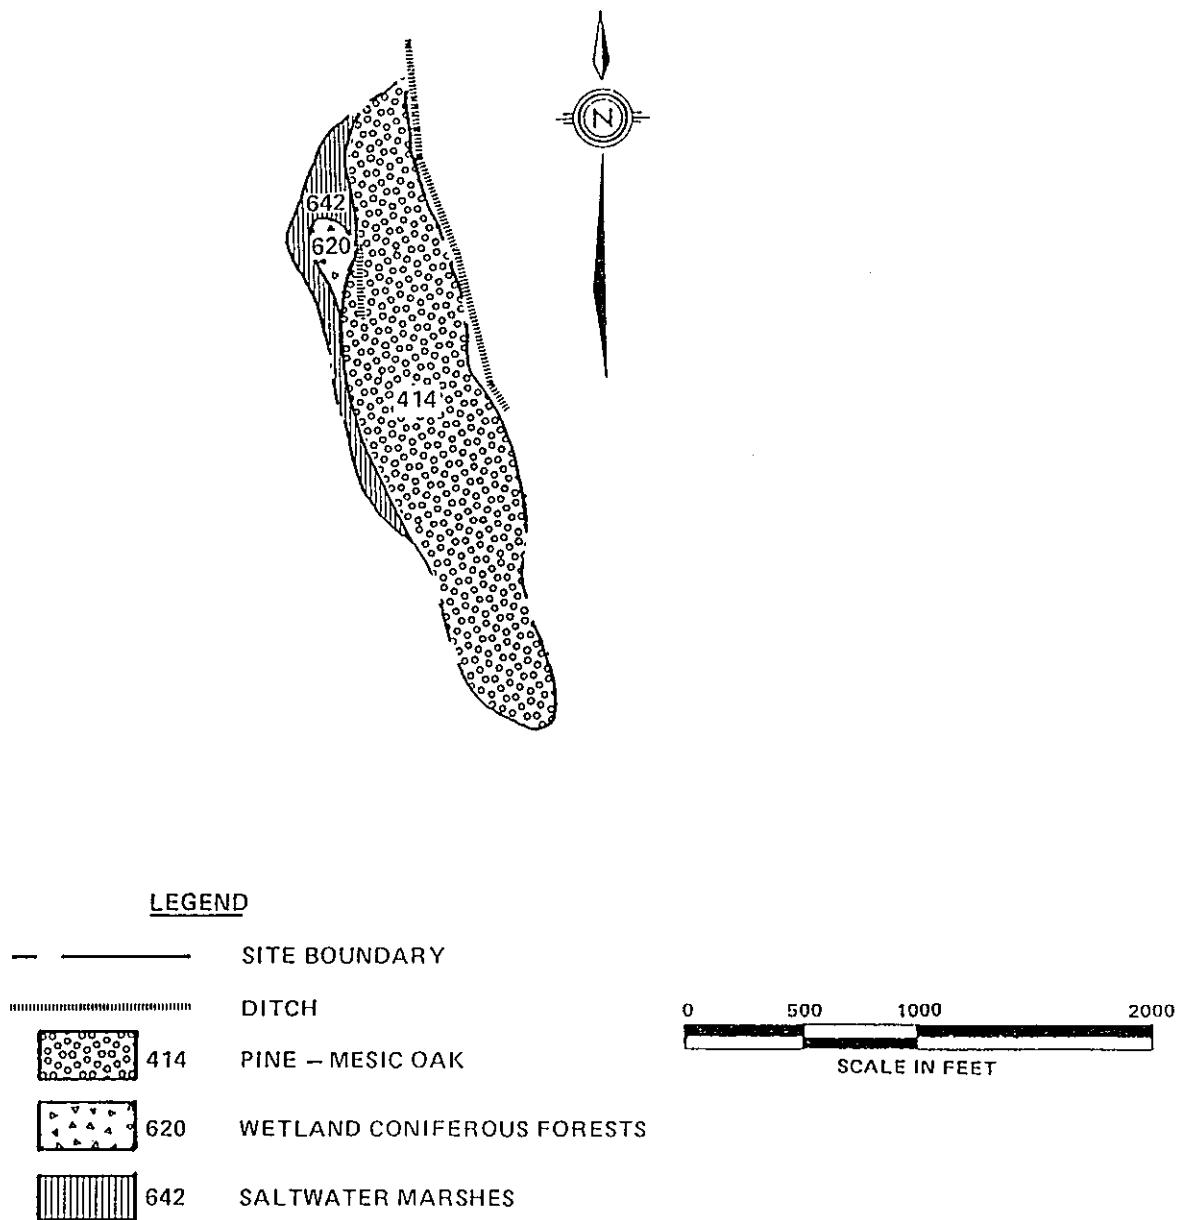 N
642
620
414
LEGEND
SITE BOUNDARY
DITCH
414 PINE – MESIC OAK
620 WETLAND CONIFEROUS FORESTS
642 SALTWATER MARSHES
0 500 1000 2000
SCALE IN FEET